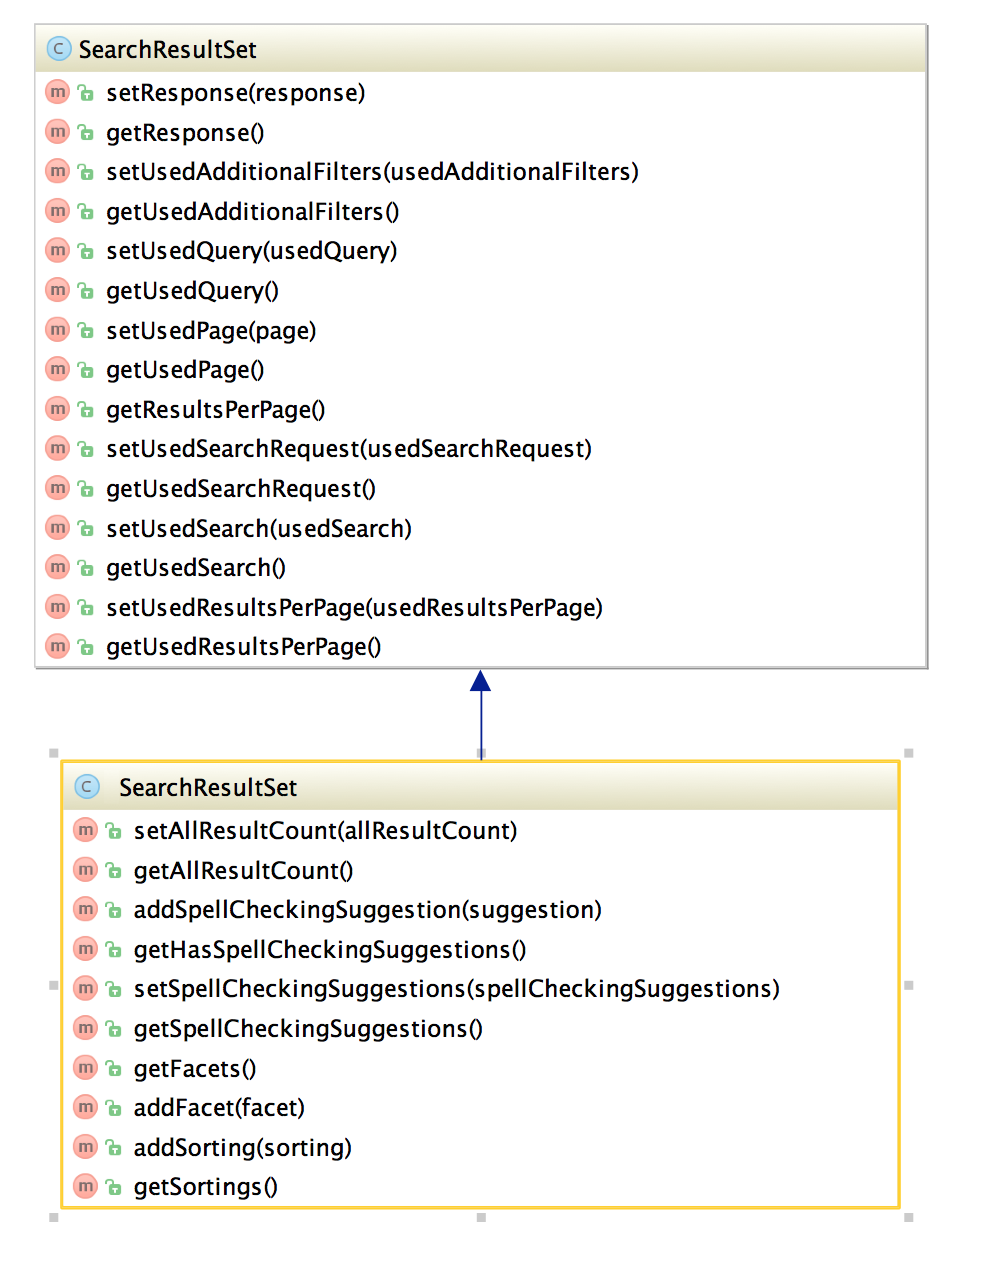 C SearchResultSet
m setResponse(response)
m getResponse()
m setUsedAdditionalFilters(usedAdditionalFilters)
m getUsedAdditionalFilters()
m setUsedQuery(usedQuery)
m getUsedQuery()
m setUsedPage(page)
m getUsedPage()
m getResultsPerPage()
m setUsedSearchRequest(usedSearchRequest)
m getUsedSearchRequest()
m setUsedSearch(usedSearch)
m getUsedSearch()
m setUsedResultsPerPage(usedResultsPerPage)
m getUsedResultsPerPage()
C SearchResultSet
m setAllResultCount(allResultCount)
m getAllResultCount()
m addSpellCheckingSuggestion(suggestion)
m getHasSpellCheckingSuggestions()
m setSpellCheckingSuggestions(spellCheckingSuggestions)
m getSpellCheckingSuggestions()
m getFacets()
m addFacet(facet)
m addSorting(sorting)
m getSortings()